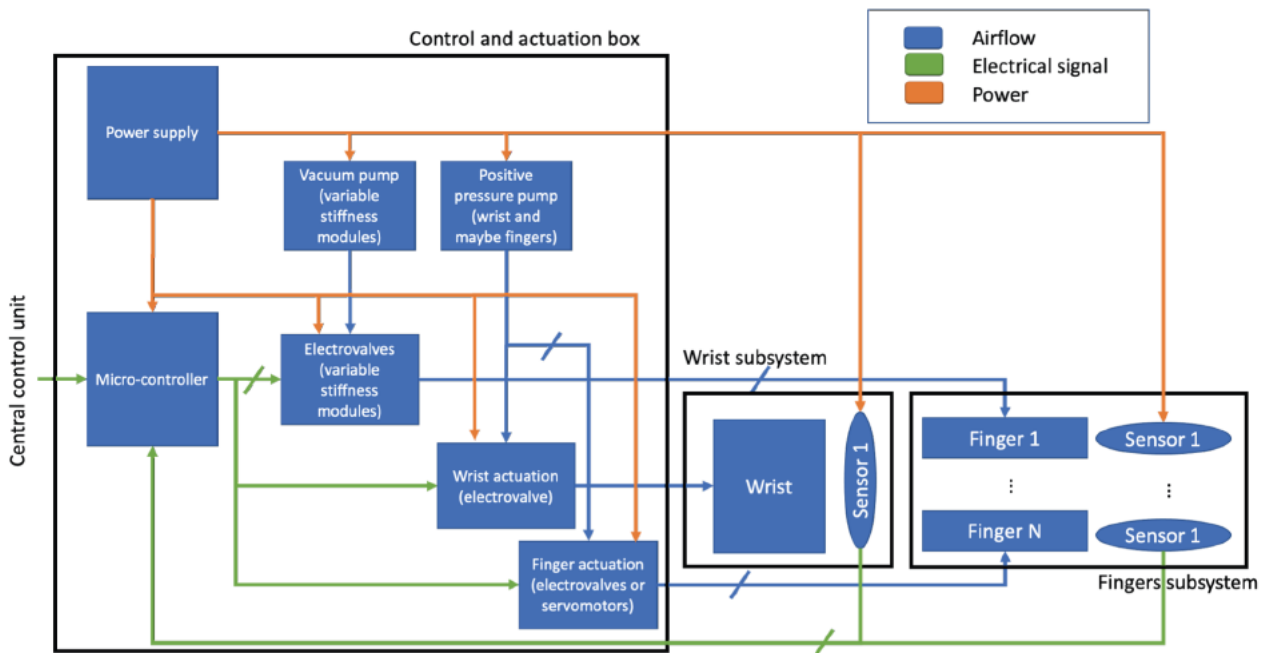 Control and actuation box
Airflow
Electrical signal
Power
Power supply
Vacuum pump
(variable
stiffness
modules)
Positive
pressure pump
(wrist and
maybe fingers)
Central control unit
Micro-controller
Electrovalves
(variable
stiffness
modules)
Wrist subsystem
Wrist actuation
(electrovalve)
Wrist
Sensor 1
Finger 1
Sensor 1
...
...
Finger N
Sensor 1
Finger actuation
(electrovalves or
servomotors)
Fingers subsystem